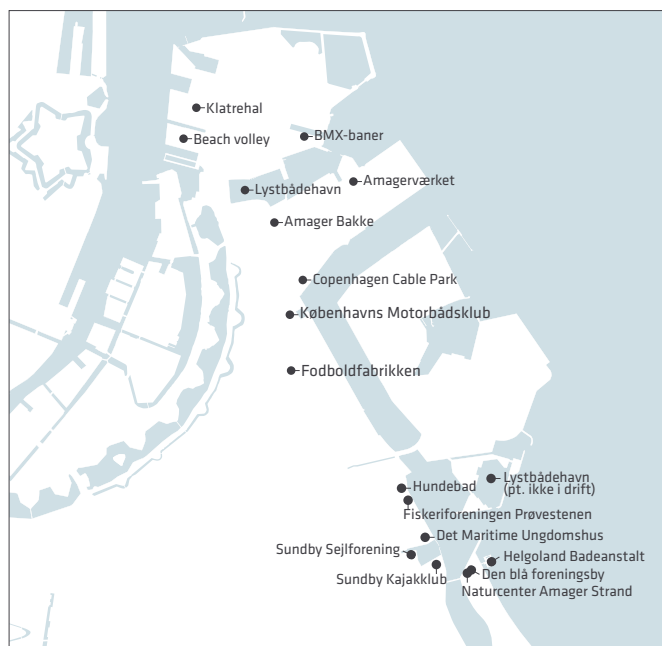 Klatrehal
Beach volley
BMX-baner
Lystbådehavn
Amagerværket
Amager Bakke
Copenhagen Cable Park
Københavns Motorbådsklub
Fodboldfabrikken
Lystbådehavn
(pt. ikke i drift)
Hundebad
Fiskeriforeningen Prøvestenen
Det Maritime Ungdomshus
Sundby Sejlforening
Helgoland Badeanstalt
Sundby Kajakklub
Den blå foreningsby
Naturcenter Amager Strand